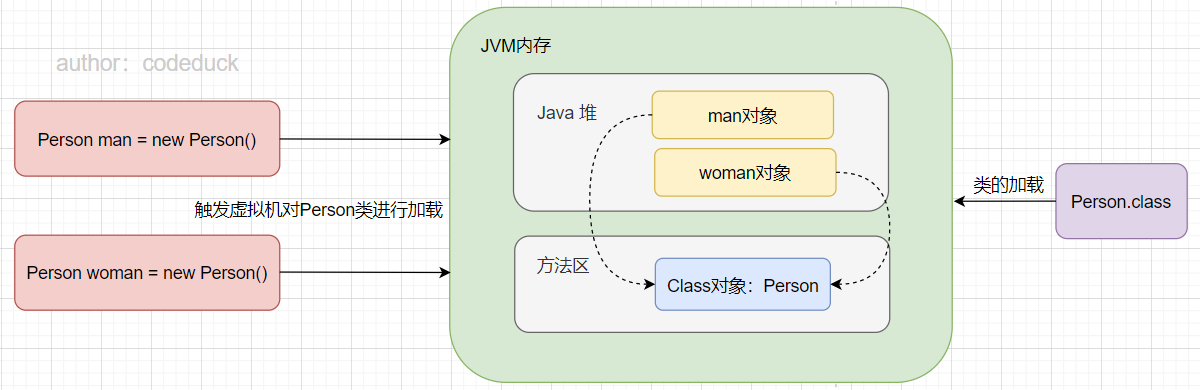 JVM内存
author：codeduck
Java 堆
man对象
Person man = new Person()
woman对象
类的加载
Person.class
触发虚拟机对Person类进行加载
方法区
Person woman = new Person()
Class对象：Person